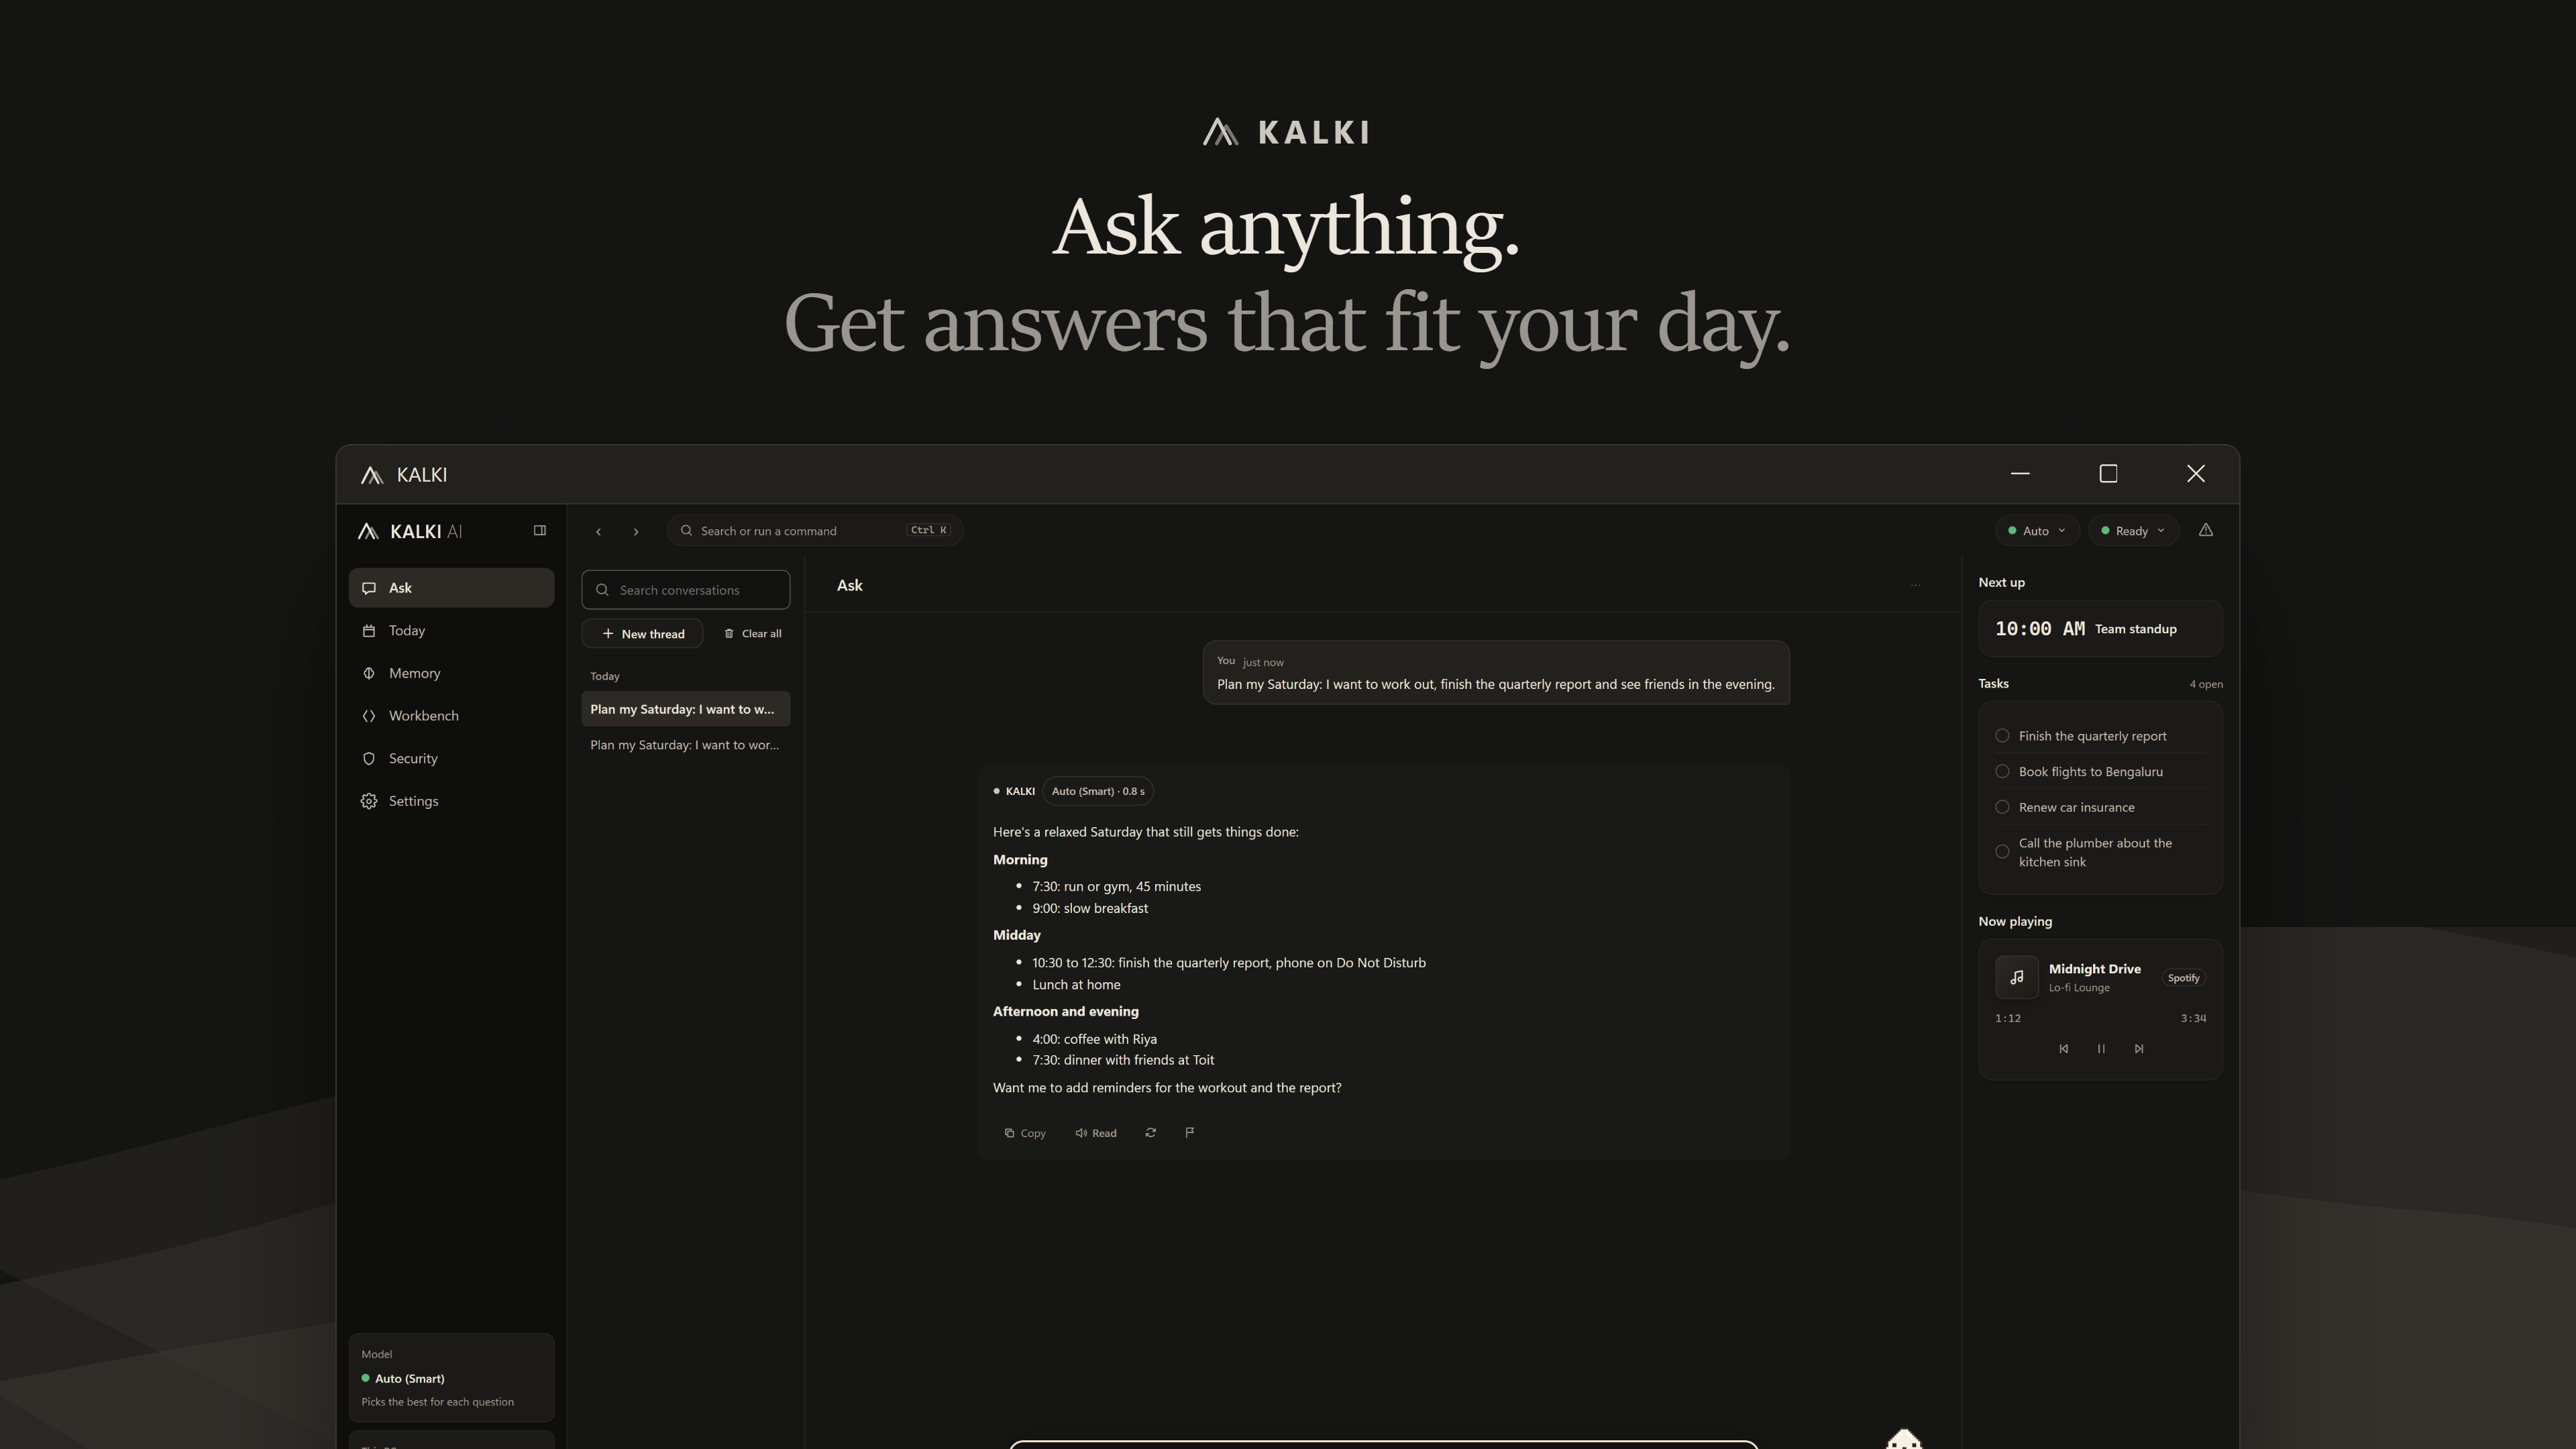 KALKI
Ask anything.
Get answers that fit your day.
KALKI
KALKI AI
Search or run a command
Ctrl K
Auto
Ready
Ask
Today
Memory
Workbench
Security
Settings
Model
Auto (Smart)
Picks the best for each question
Search conversations
New thread
Clear all
Today
Plan my Saturday: I want to w...
Plan my Saturday: I want to wor...
Ask
You just now
Plan my Saturday: I want to work out, finish the quarterly report and see friends in the evening.
KALKI Auto (Smart) · 0.8 s
Here's a relaxed Saturday that still gets things done:
Morning
7:30: run or gym, 45 minutes
9:00: slow breakfast
Midday
10:30 to 12:30: finish the quarterly report, phone on Do Not Disturb
Lunch at home
Afternoon and evening
4:00: coffee with Riya
7:30: dinner with friends at Toit
Want me to add reminders for the workout and the report?
Copy
Read
Next up
10:00 AM Team standup
Tasks
4 open
Finish the quarterly report
Book flights to Bengaluru
Renew car insurance
Call the plumber about the
kitchen sink
Now playing
Midnight Drive
Lo-fi Lounge
Spotify
1:12
3:34